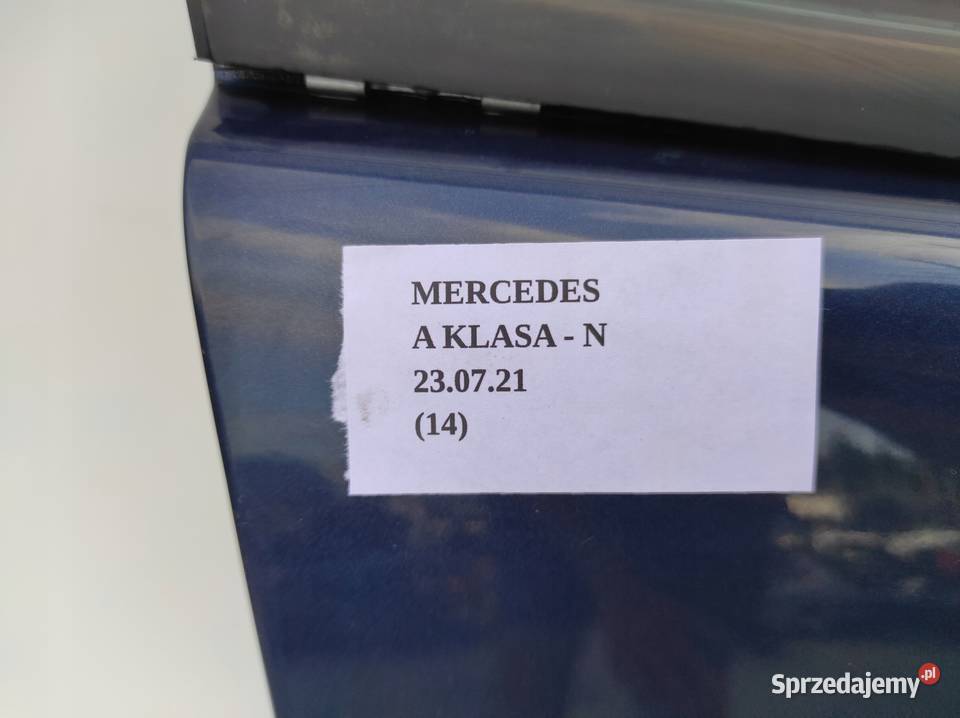 MERCEDES
A KLASA - N
23.07.21
(14)
Sprzedajemy.pl